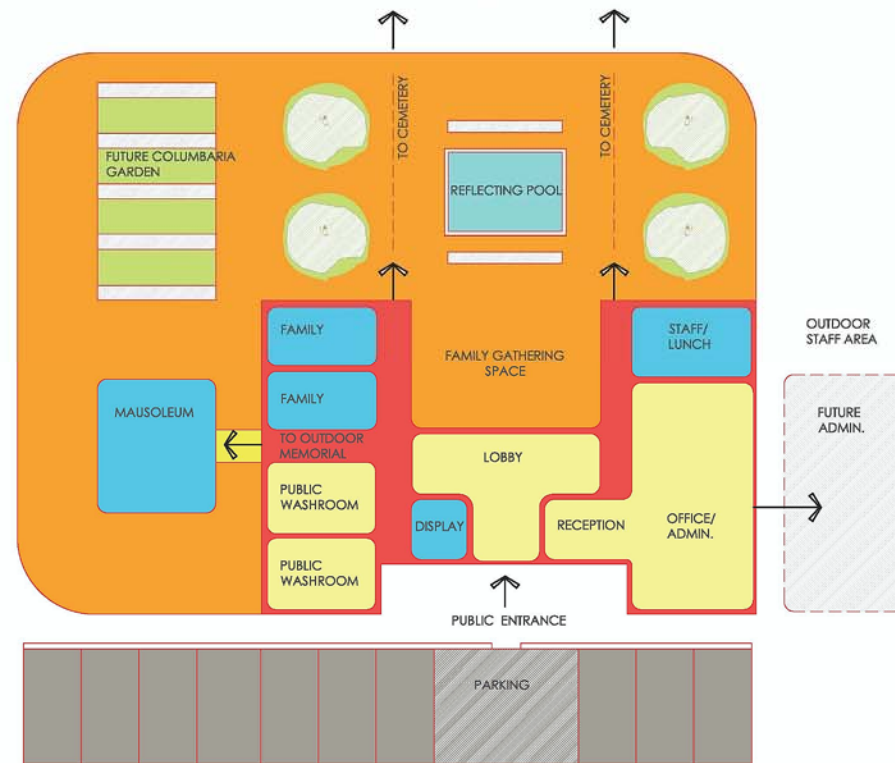 TO CEMETERY
TO CEMETERY
FUTURE COLUMBARIA
GARDEN
REFLECTING POOL
FAMILY
STAFF/
LUNCH
OUTDOOR
STAFF AREA
FAMILY GATHERING
SPACE
FAMILY
MAUSOLEUM
FUTURE
ADMIN.
TO OUTDOOR
MEMORIAL
LOBBY
PUBLIC
WASHROOM
DISPLAY
RECEPTION
OFFICE/
ADMIN.
PUBLIC
WASHROOM
PUBLIC ENTRANCE
PARKING